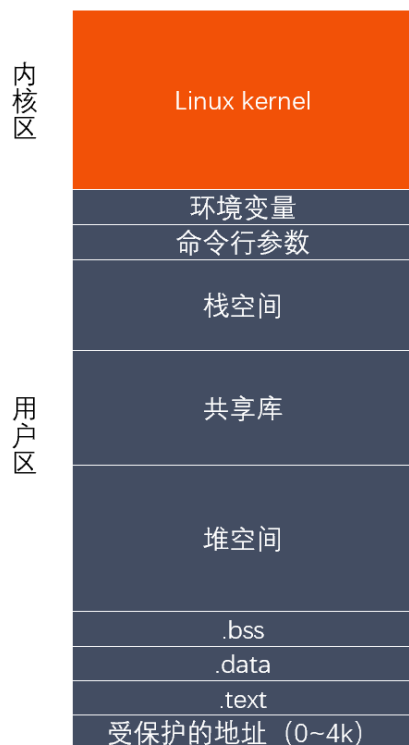 内核区
Linux kernel
环境变量
命令行参数
栈空间
用户区
共享库
堆空间
.bss
.data
.text
受保护的地址（0~4k）